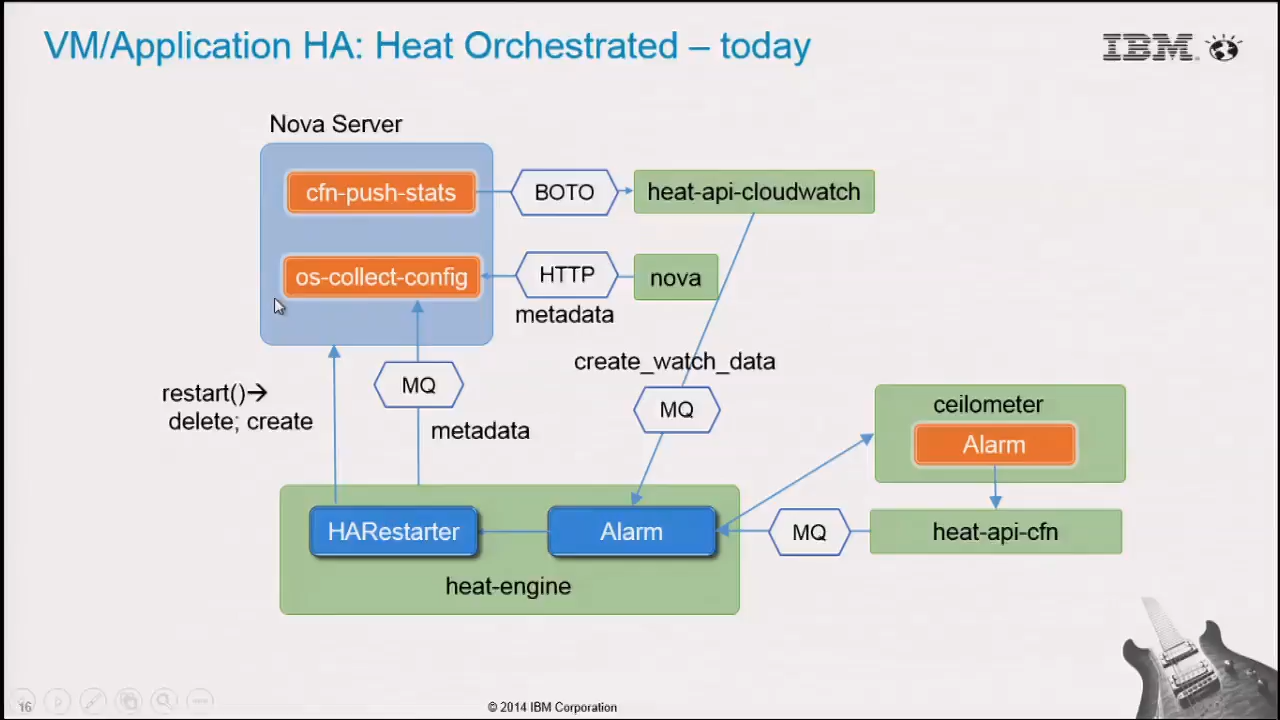 VM/Application HA: Heat Orchestrated – today
IBM
Nova Server
cfn-push-stats
BOTO
heat-api-cloudwatch
os-collect-config
HTTP
nova
metadata
create_watch_data
restart()→
delete; create
MQ
MQ
metadata
ceilometer
Alarm
HARestarter
Alarm
MQ
heat-api-cfn
heat-engine
16
© 2014 IBM Corporation